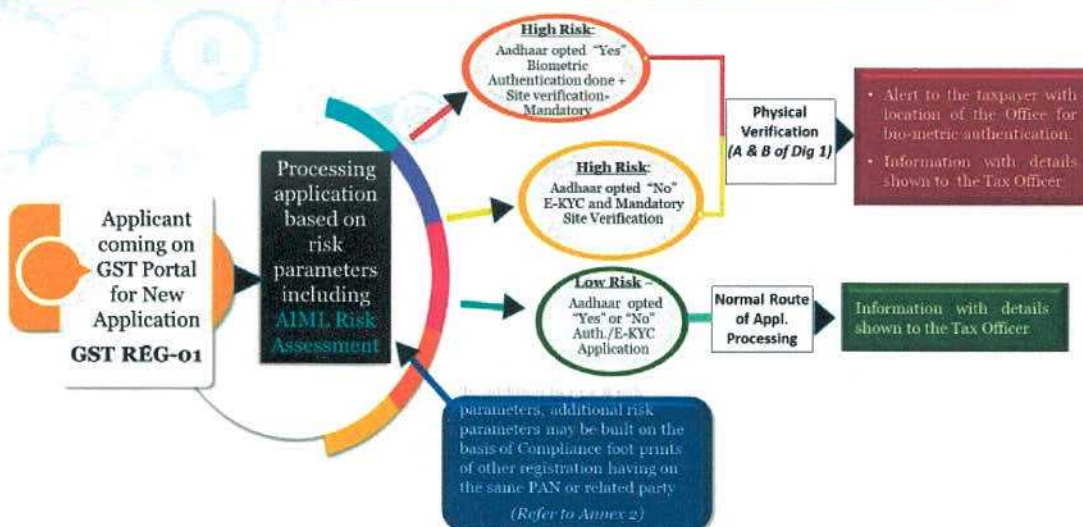 Applicant
coming on
GST Portal
for New
Application
GST REG-01
Processing
application
based on
risk
parameters
including
AIML Risk
Assessment
High Risk:
Aadhaar opted "Yes"
Biometric
Authentication done +
Site verification-
Mandatory
High Risk:
Aadhaar opted "No"
E-KYC and Mandatory
Site Verification
Low Risk –
Aadhaar opted
"Yes" or "No"
Auth./E-KYC
Application
Physical
Verification
(A & B of Dig 1)
• Alert to the taxpayer with
location of the Office for
bio-metric authentication.
• Information with details
shown to the Tax Officer
Normal Route
of Appl.
Processing
Information with details
shown to the Tax Officer
parameters, additional risk
parameters may be built on the
basis of Compliance foot prints
of other registration having on
the same PAN or related party
(Refer to Annex 2)